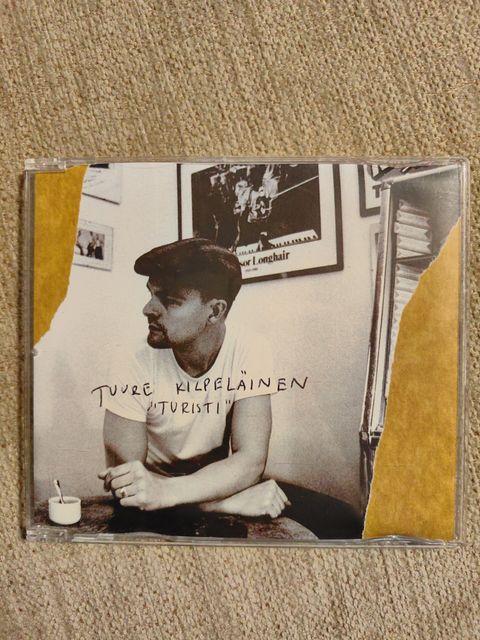 sor Longhair
TUURE KILPELÄINEN
"TURISTI"